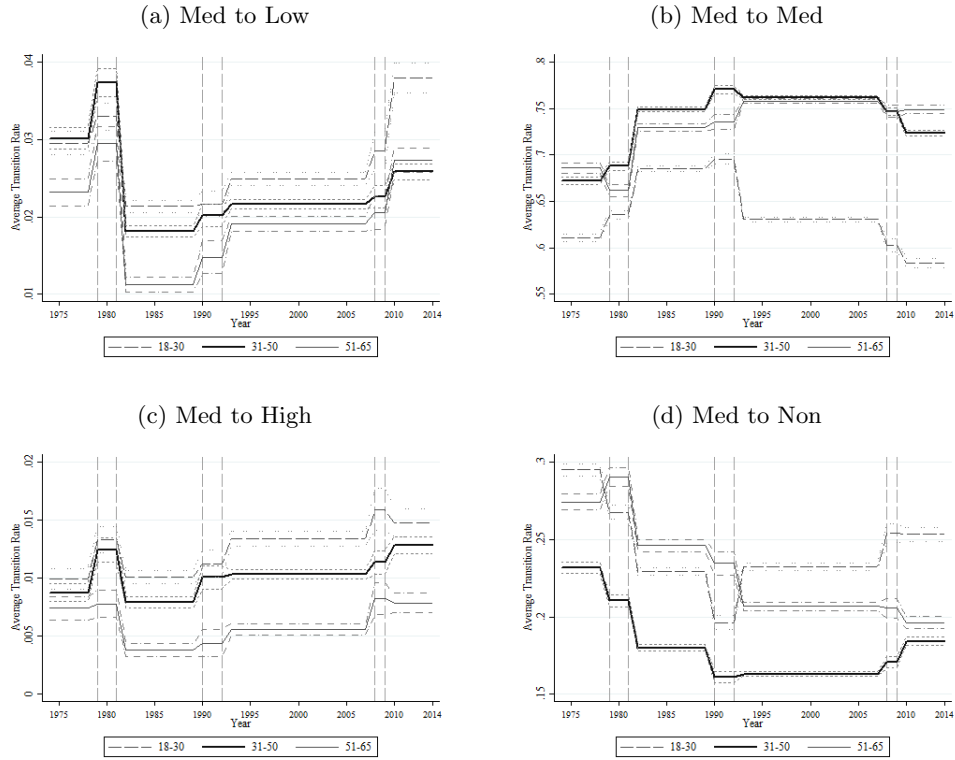 (a) Med to Low
Average Transition Rate
.04
.03
.02
.01
1975 1980 1985 1990 1995 2000 2005 2010 2014
Year
18-30 31-50 51-65
(b) Med to Med
Average Transition Rate
.8
.75
.7
.65
.6
.55
1975 1980 1985 1990 1995 2000 2005 2010 2014
Year
18-30 31-50 51-65
(c) Med to High
Average Transition Rate
.02
.015
.01
.005
0
1975 1980 1985 1990 1995 2000 2005 2010 2014
Year
18-30 31-50 51-65
(d) Med to Non
Average Transition Rate
.3
.25
.2
.15
1975 1980 1985 1990 1995 2000 2005 2010 2014
Year
18-30 31-50 51-65